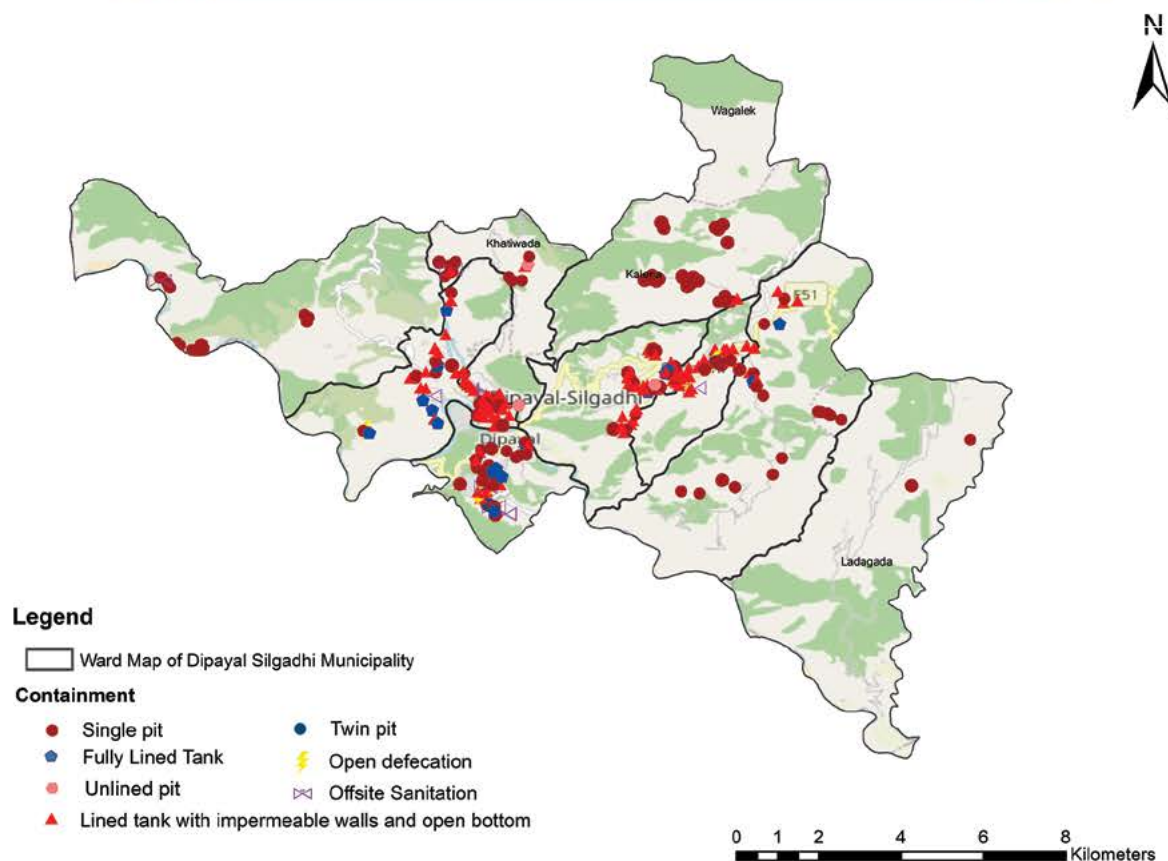 N
Wagalek
Khatiwada
Kalena
F51
Dipayal-Silgadhi
Dipayal
Ladagada
Legend
Ward Map of Dipayal Silgadhi Municipality
Containment
Single pit
Twin pit
Fully Lined Tank
Open defecation
Unlined pit
Offsite Sanitation
Lined tank with impermeable walls and open bottom
0 1 2 4 6 8
Kilometers